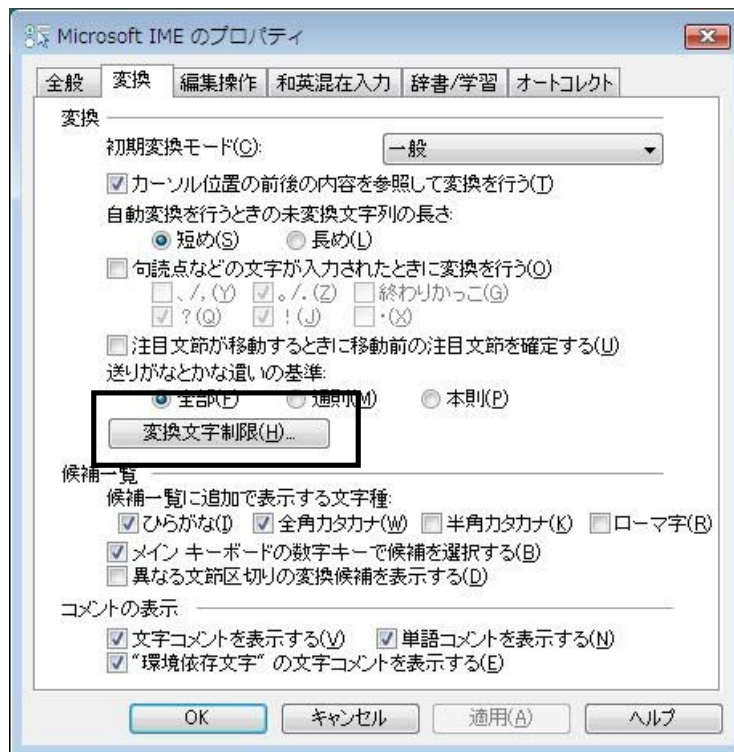 Microsoft IME のプロパティ
全般 変換 編集操作 和英混在入力 辞書/学習 オートコレクト
変換
初期変換モード(C): 一般
カーソル位置の前後の内容を参照して変換を行う(T)
自動変換を行うときの未変換文字列の長さ:
短め(S) 長め(L)
句読点などの文字が入力されたときに変換を行う(O)
、/,(Y) 。/.(Z) 終わりかっこ(G)
?(Q) !(J) ・(X)
注目文節が移動するときに移動前の注目文節を確定する(U)
送りがなとかな遣いの基準:
全部(F) 通則(M) 本則(P)
変換文字制限(H)...
候補一覧
候補一覧に追加で表示する文字種:
ひらがな(I) 全角カタカナ(W) 半角カタカナ(K) ローマ字(R)
メイン キーボードの数字キーで候補を選択する(B)
異なる文節区切りの変換候補を表示する(D)
コメントの表示
文字コメントを表示する(V) 単語コメントを表示する(N)
"環境依存文字" の文字コメントを表示する(E)
OK キャンセル 適用(A) ヘルプ